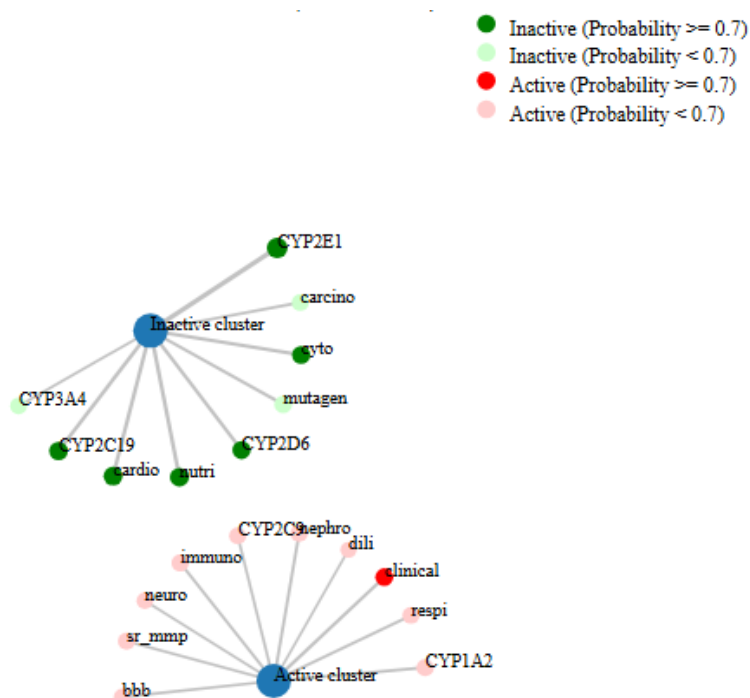 Inactive (Probability >= 0.7)
Inactive (Probability < 0.7)
Active (Probability >= 0.7)
Active (Probability < 0.7)
CYP2E1
carcino
Inactive cluster
cyto
CYP3A4
mutagen
CYP2C19
CYP2D6
cardio
nutri
CYP2C9
nephro
dili
immuno
clinical
neuro
respi
sr_mmp
CYP1A2
Active cluster
bbb